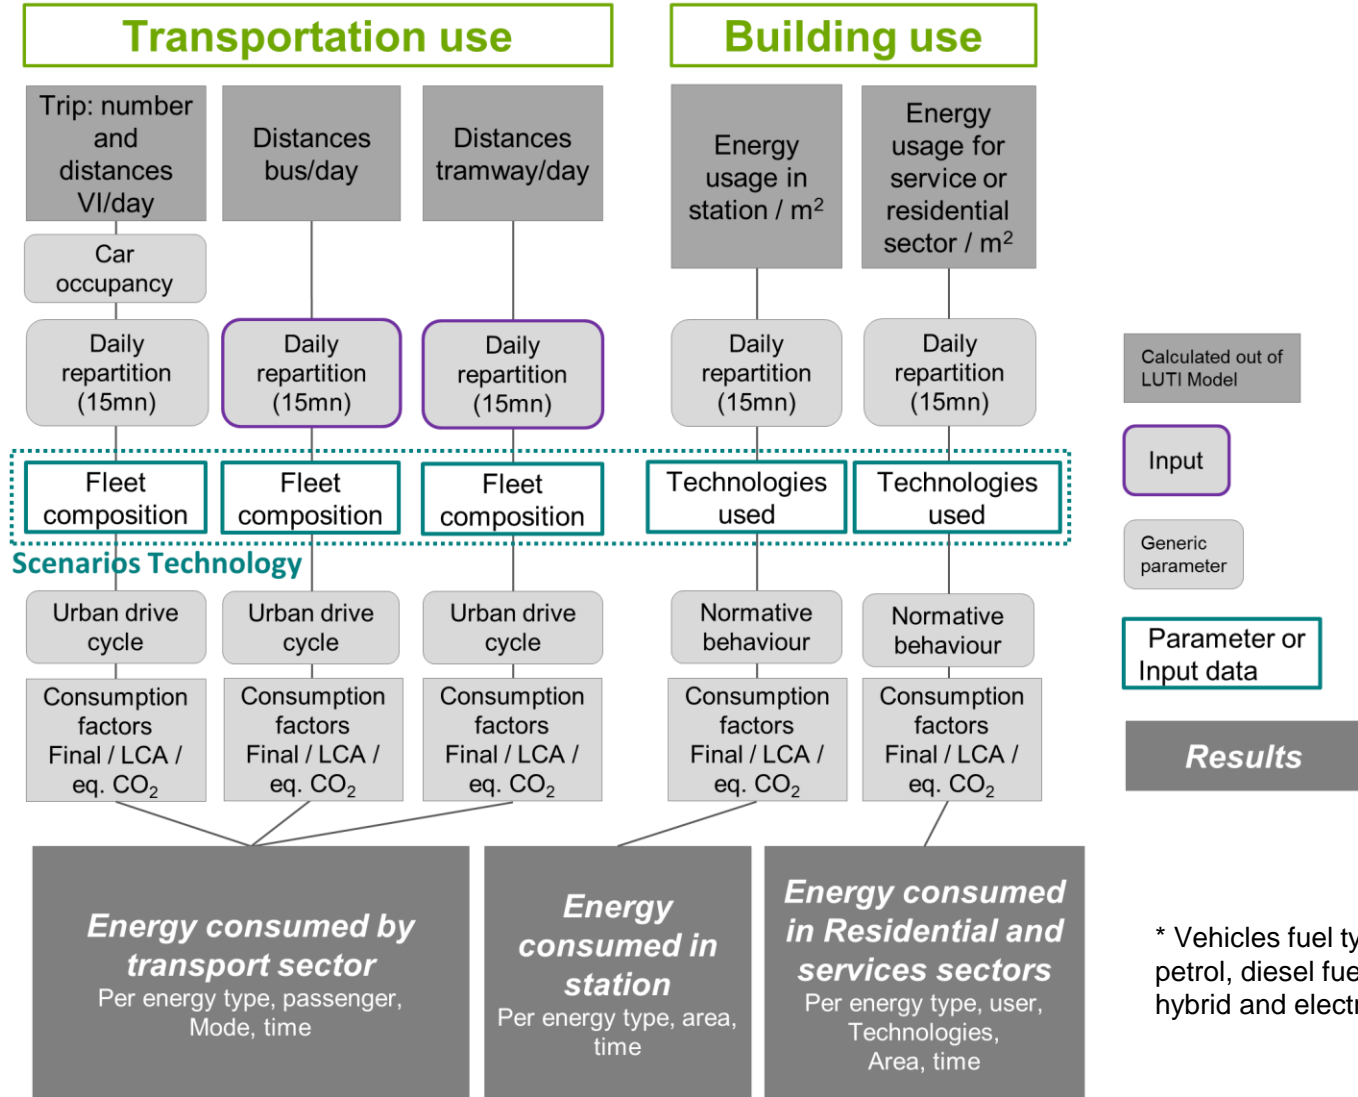 Transportation use
Building use
Trip: number
and
distances
VI/day
Distances
bus/day
Distances
tramway/day
Energy
usage in
station / m²
Energy
usage for
service or
residential
sector / m²
Car
occupancy
Daily
repartition
(15mn)
Daily
repartition
(15mn)
Daily
repartition
(15mn)
Daily
repartition
(15mn)
Daily
repartition
(15mn)
Fleet
composition
Fleet
composition
Fleet
composition
Technologies
used
Technologies
used
Scenarios Technology
Urban drive
cycle
Urban drive
cycle
Urban drive
cycle
Normative
behaviour
Normative
behaviour
Consumption
factors
Final / LCA /
eq. CO₂
Consumption
factors
Final / LCA /
eq. CO₂
Consumption
factors
Final / LCA /
eq. CO₂
Consumption
factors
Final / LCA /
eq. CO₂
Consumption
factors
Final / LCA /
eq. CO₂
Energy consumed by
transport sector
Per energy type, passenger,
Mode, time
Energy
consumed in
station
Per energy type, area,
time
Energy consumed
in Residential and
services sectors
Per energy type, user,
Technologies,
Area, time
Calculated out of
LUTI Model
Input
Generic
parameter
Parameter or
Input data
Results
* Vehicles fuel
petrol, diesel
hybrid and